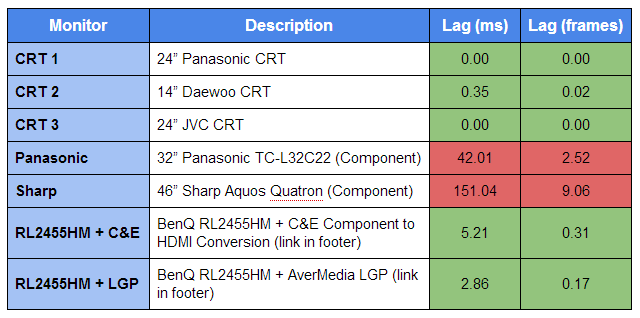 Monitor Description Lag (ms) Lag (frames)
CRT 1 24” Panasonic CRT 0.00 0.00
CRT 2 14” Daewoo CRT 0.35 0.02
CRT 3 24” JVC CRT 0.00 0.00
Panasonic 32” Panasonic TC-L32C22 (Component) 42.01 2.52
Sharp 46” Sharp Aquos Quatron (Component) 151.04 9.06
RL2455HM + C&E BenQ RL2455HM + C&E Component to
HDMI Conversion (link in footer) 5.21 0.31
RL2455HM + LGP BenQ RL2455HM + AverMedia LGP (link
in footer) 2.86 0.17